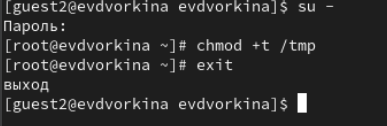 [guest2@evdvorkina evdvorkina]$ su -
Пароль:
[root@evdvorkina ~]# chmod +t /tmp
[root@evdvorkina ~]# exit
выход
[guest2@evdvorkina evdvorkina]$